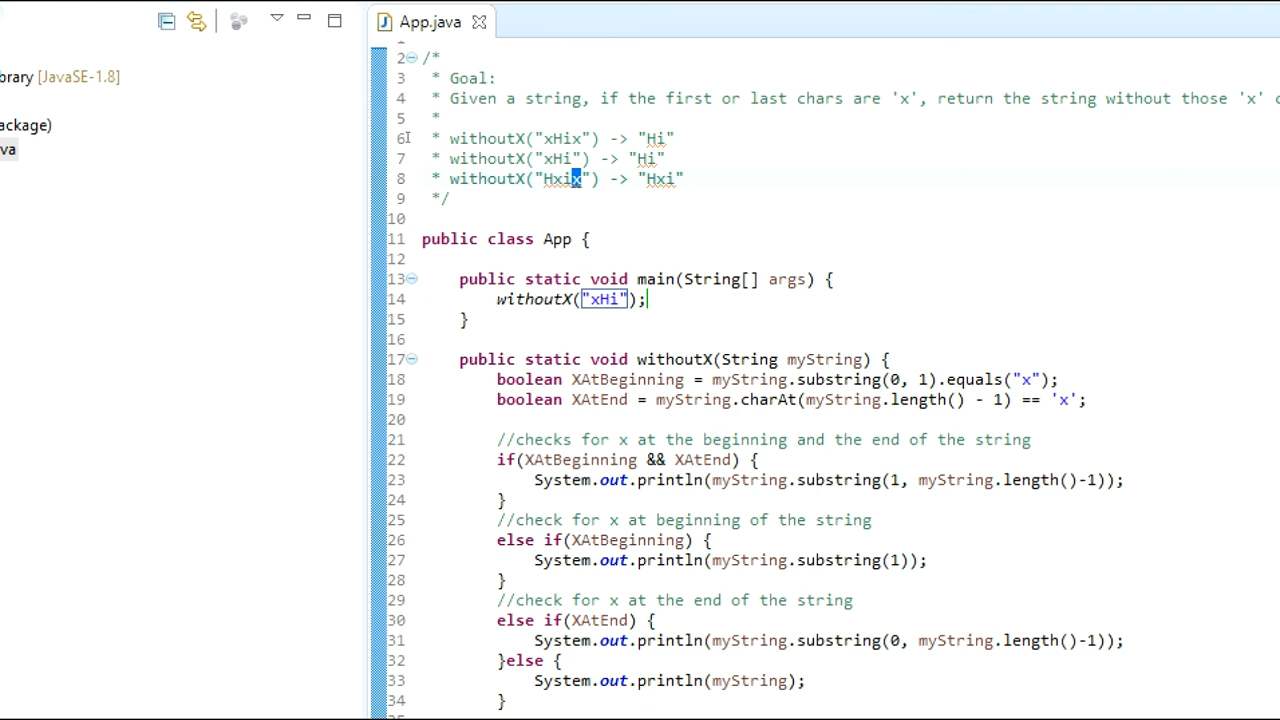 App.java
brary [JavaSE-1.8]
ackage)
va
2 /*
3 * Goal:
4 * Given a string, if the first or last chars are 'x', return the string without those 'x'
5 *
6 * withoutX("xHix") -> "Hi"
7 * withoutX("xHi") -> "Hi"
8 * withoutX("Hxix") -> "Hxi"
9 */
10
11 public class App {
12
13 public static void main(String[] args) {
14 withoutX("xHi");
15 }
16
17 public static void withoutX(String myString) {
18 boolean XAtBeginning = myString.substring(0, 1).equals("x");
19 boolean XAtEnd = myString.charAt(myString.length() - 1) == 'x';
20
21 //checks for x at the beginning and the end of the string
22 if(XAtBeginning && XAtEnd) {
23 System.out.println(myString.substring(1, myString.length()-1));
24 }
25 //check for x at beginning of the string
26 else if(XAtBeginning) {
27 System.out.println(myString.substring(1));
28 }
29 //check for x at the end of the string
30 else if(XAtEnd) {
31 System.out.println(myString.substring(0, myString.length()-1));
32 }else {
33 System.out.println(myString);
34 }